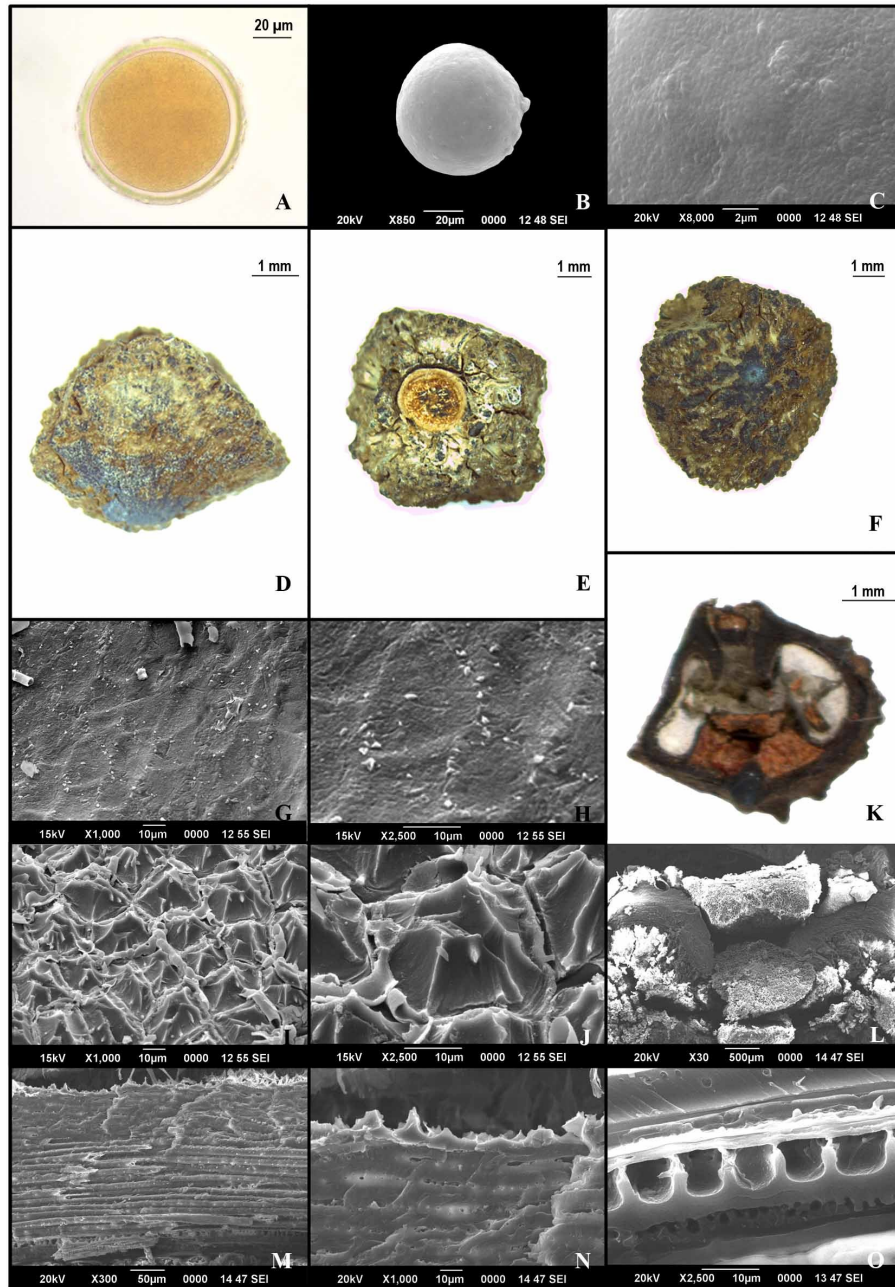 20 µm
A
B
20kV X850 20µm 0000 12 48 SEI
C
20kV X8,000 2µm 0000 12 48 SEI
1 mm
D
1 mm
E
1 mm
F
G
15kV X1,000 10µm 0000 12 55 SEI
H
15kV X2,500 10µm 0000 12 55 SEI
1 mm
K
I
15kV X1,000 10µm 0000 12 55 SEI
J
15kV X2,500 10µm 0000 12 55 SEI
L
20kV X30 500µm 0000 14 47 SEI
M
20kV X300 50µm 0000 14 47 SEI
N
20kV X1,000 10µm 0000 14 47 SEI
O
20kV X2,500 10µm 0000 13 47 SEI